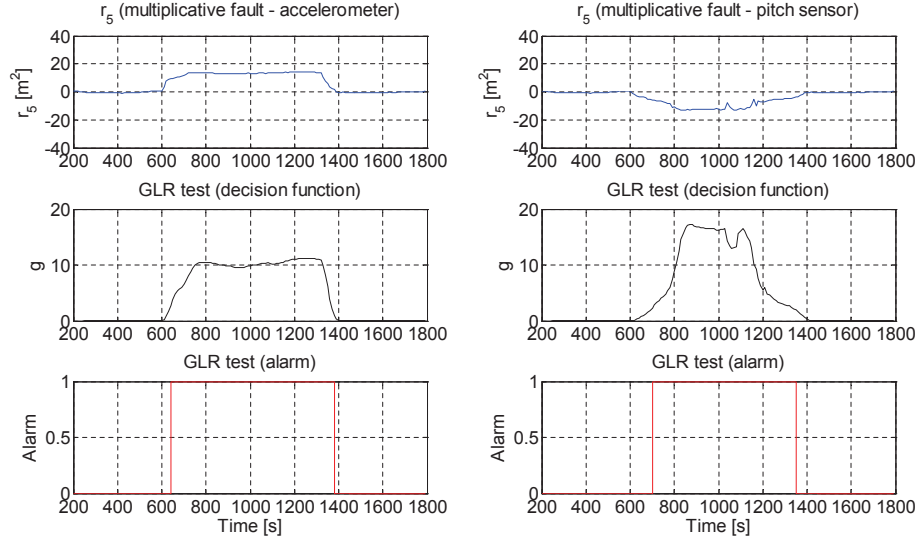 r5 (multiplicative fault - accelerometer)
40
20
0
-20
-40
r5 [m²]
200 400 600 800 1000 1200 1400 1600 1800
GLR test (decision function)
20
10
0
g
200 400 600 800 1000 1200 1400 1600 1800
GLR test (alarm)
1
0.5
0
Alarm
200 400 600 800 1000 1200 1400 1600 1800
Time [s]
r5 (multiplicative fault - pitch sensor)
40
20
0
-20
-40
r5 [m²]
200 400 600 800 1000 1200 1400 1600 1800
GLR test (decision function)
20
10
0
g
200 400 600 800 1000 1200 1400 1600 1800
GLR test (alarm)
1
0.5
0
Alarm
200 400 600 800 1000 1200 1400 1600 1800
Time [s]